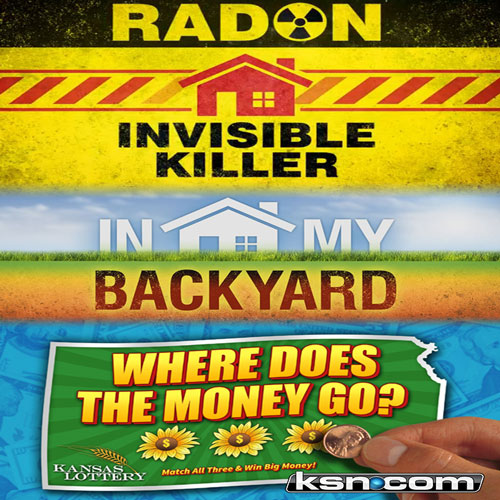 RADON
INVISIBLE
KILLER
IN MY
BACKYARD
WHERE DOES
THE MONEY GO?
$ $ $
KANSAS
LOTTERY
Match All Three & Win Big Money!
ksn.com